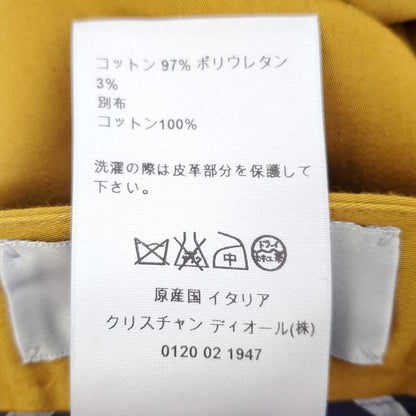 コットン 97% ポリウレタン
3%
別布
コットン100%
洗濯の際は皮革部分を保護して
下さい。
中
ドライ
原産国 イタリア
クリスチャン ディオール(株)
0120 02 1947